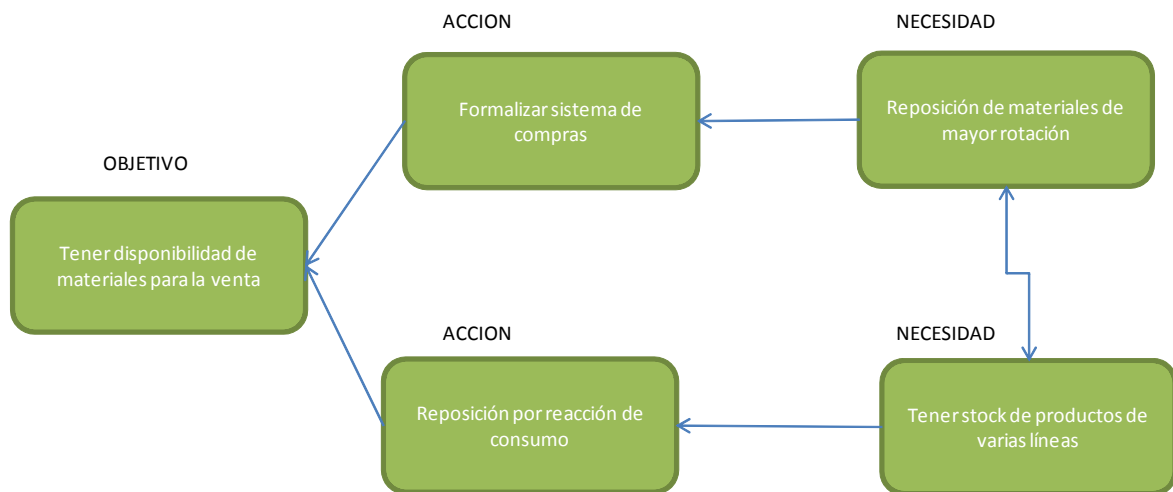 ACCION
NECESIDAD
Formalizar sistema de
compras
Reposición de materiales de
mayor rotación
OBJETIVO
Tener disponibilidad de
materiales para la venta
ACCION
NECESIDAD
Reposición por reacción de
consumo
Tener stock de productos de
varias líneas